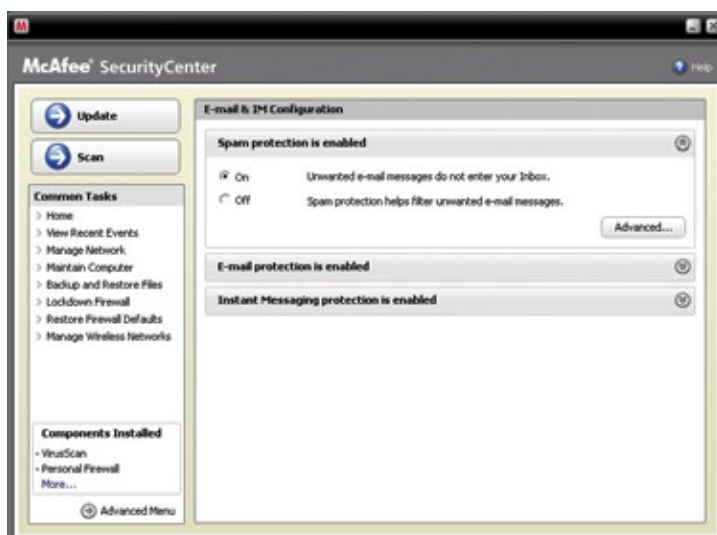 McAfee® SecurityCenter
Help
Update
Scan
Common Tasks
> Home
> View Recent Events
> Manage Network
> Maintain Computer
> Backup and Restore Files
> Lockdown Firewall
> Restore Firewall Defaults
> Manage Wireless Networks
Components Installed
- VirusScan
- Personal Firewall
More...
Advanced Menu
E-mail & IM Configuration
Spam protection is enabled
On Unwanted e-mail messages do not enter your Inbox.
Off Spam protection helps filter unwanted e-mail messages.
Advanced...
E-mail protection is enabled
Instant Messaging protection is enabled